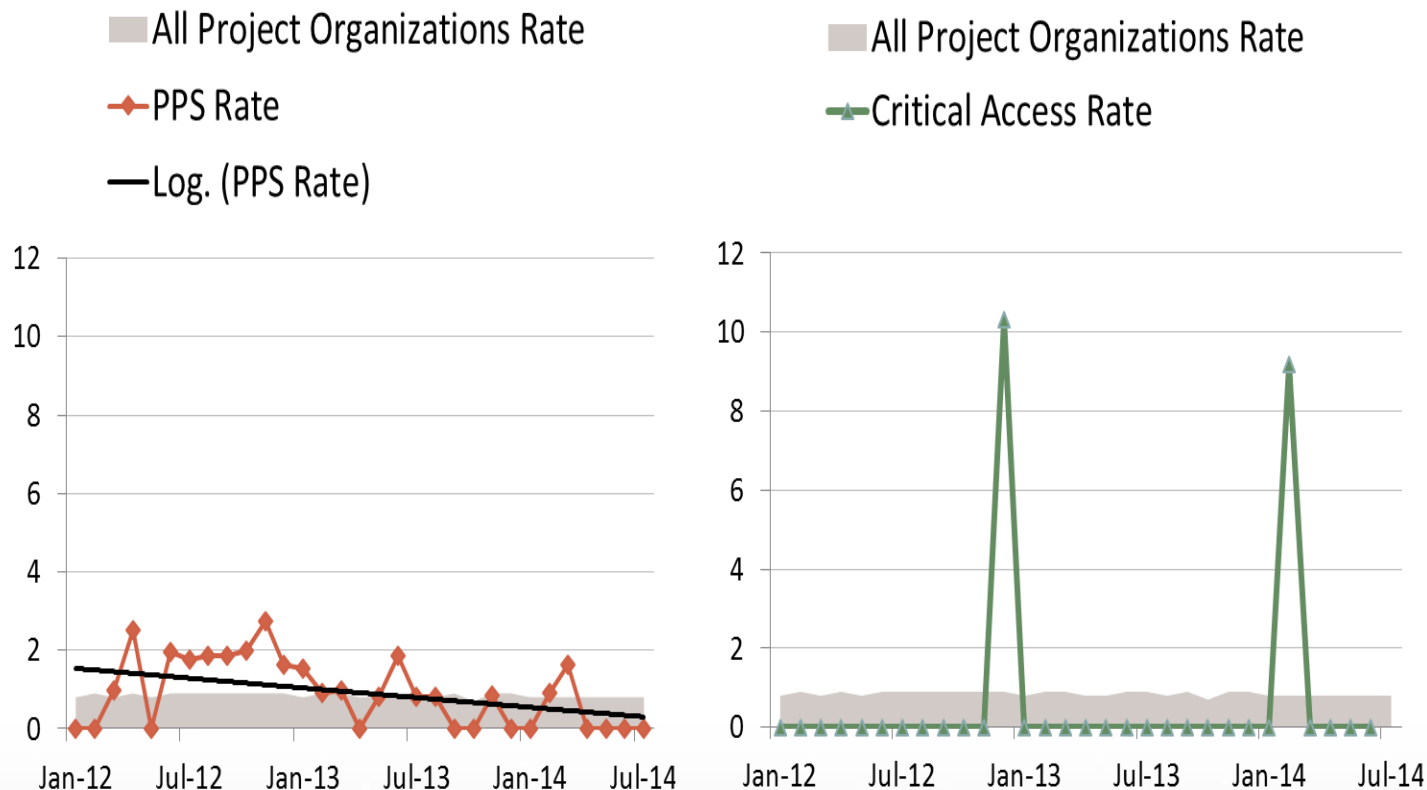 All Project Organizations Rate
PPS Rate
Log. (PPS Rate)
12
10
8
6
4
2
0
Jan-12 Jul-12 Jan-13 Jul-13 Jan-14 Jul-14
All Project Organizations Rate
Critical Access Rate
12
10
8
6
4
2
0
Jan-12 Jul-12 Jan-13 Jul-13 Jan-14 Jul-14